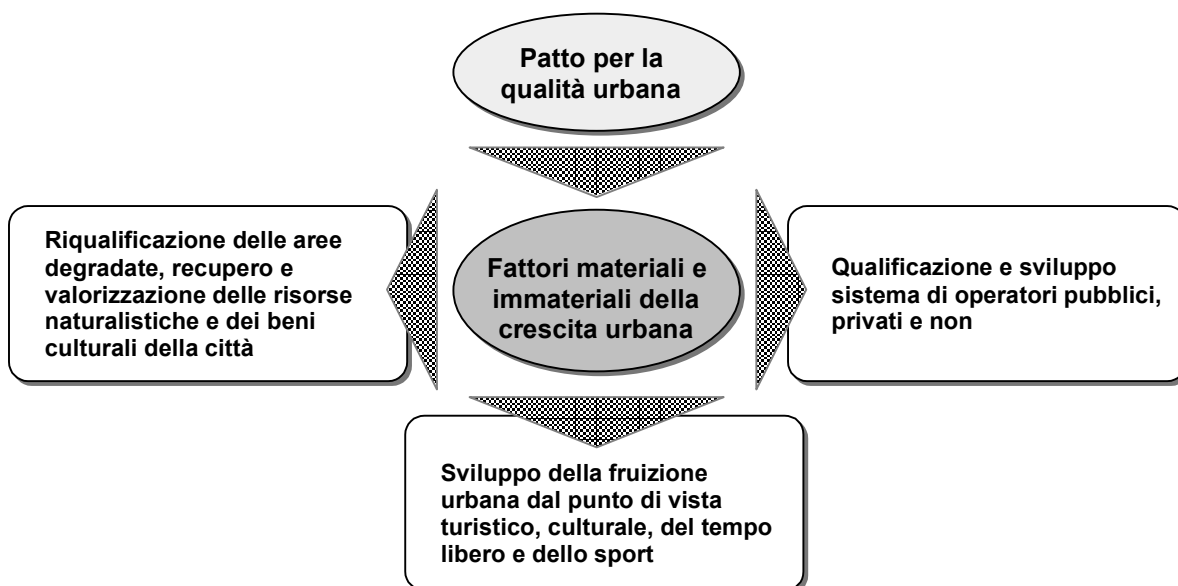 Patto per la
qualità urbana
Riqualificazione delle aree
degradate, recupero e
valorizzazione delle risorse
naturalistiche e dei beni
culturali della città
Fattori materiali e
immateriali della
crescita urbana
Qualificazione e sviluppo
sistema di operatori pubblici,
privati e non
Sviluppo della fruizione
urbana dal punto di vista
turistico, culturale, del tempo
libero e dello sport